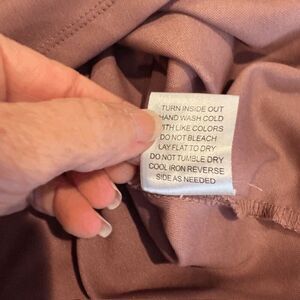 TURN INSIDE OUT
HAND WASH COLD
WITH LIKE COLORS
DO NOT BLEACH
LAY FLAT TO DRY
DO NOT TUMBLE DRY
COOL IRON REVERSE
SIDE AS NEEDED